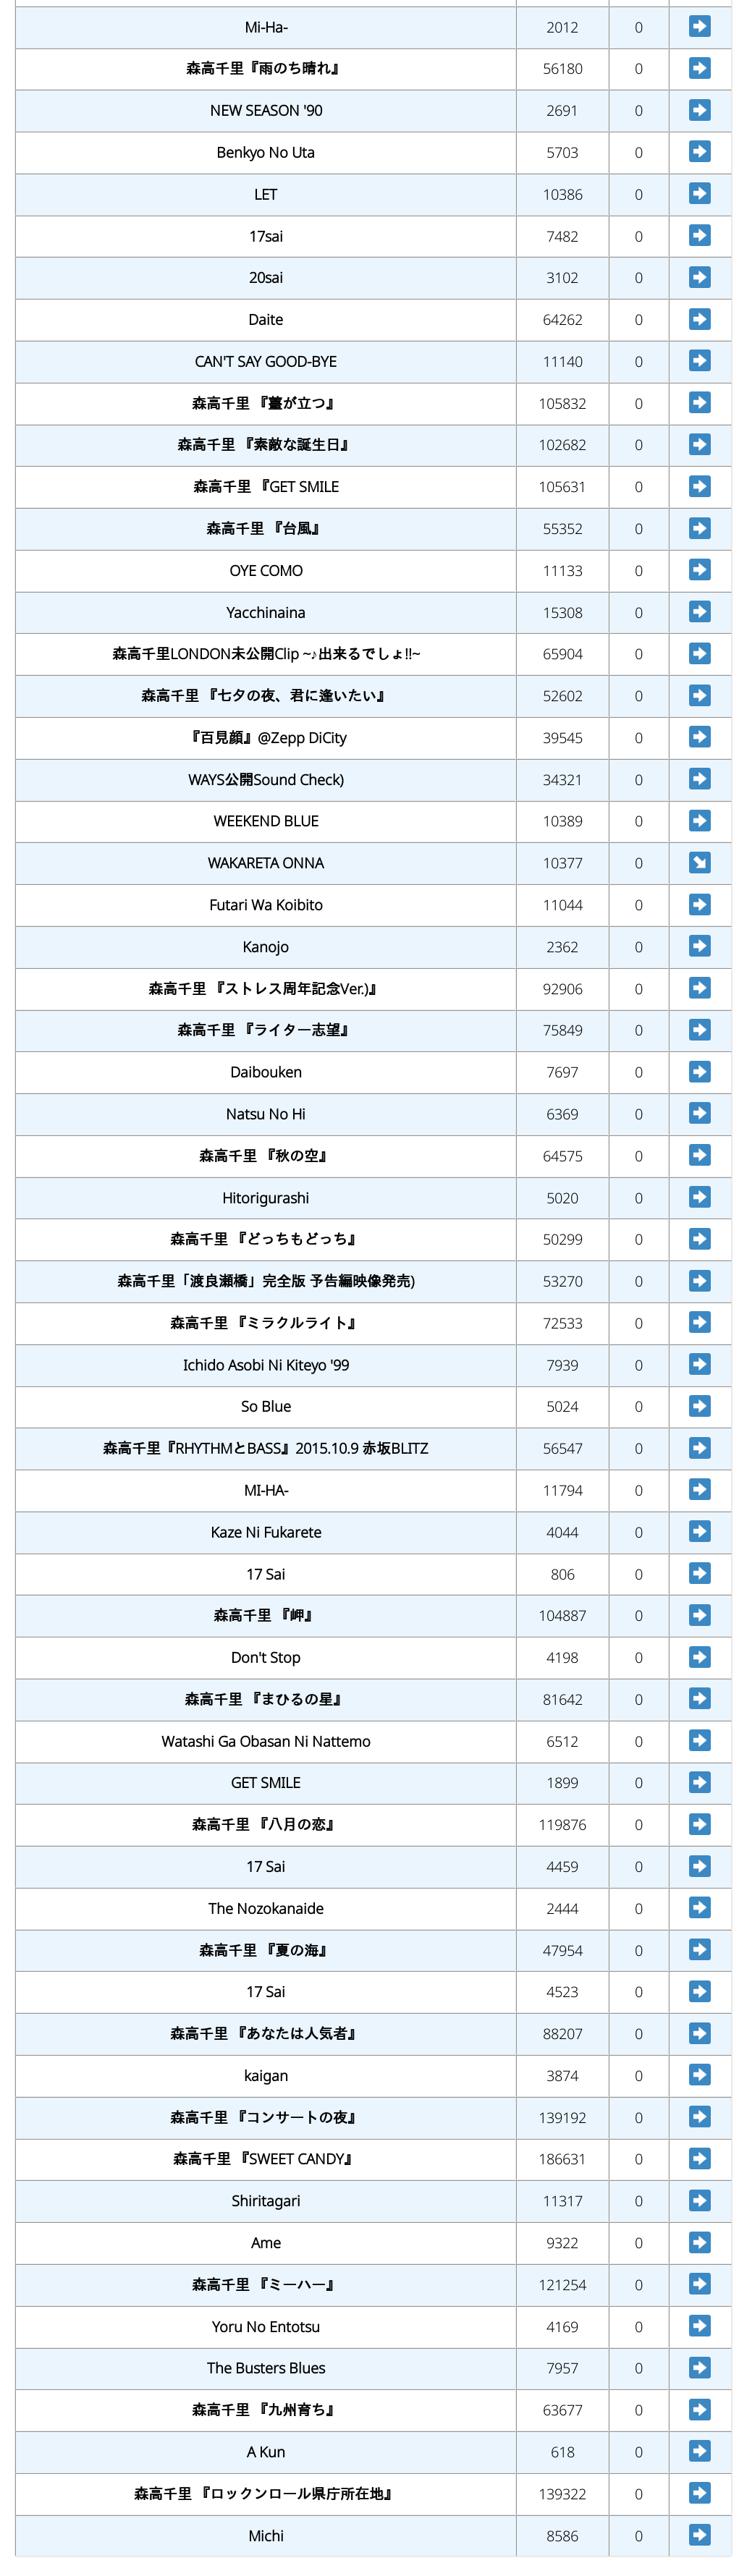 Mi-Ha- 2012 0
森高千里『雨のち晴れ』 56180 0
NEW SEASON '90 2691 0
Benkyo No Uta 5703 0
LET 10386 0
17sai 7482 0
20sai 3102 0
Daite 64262 0
CAN'T SAY GOOD-BYE 11140 0
森高千里 『薹が立つ』 105832 0
森高千里 『素敵な誕生日』 102682 0
森高千里 『GET SMILE 105631 0
森高千里 『台風』 55352 0
OYE COMO 11133 0
Yacchinaina 15308 0
森高千里LONDON未公開Clip ~♪出来るでしょ!!~ 65904 0
森高千里 『七夕の夜、君に逢いたい』 52602 0
『百見顔』@Zepp DiCity 39545 0
WAYS公開Sound Check) 34321 0
WEEKEND BLUE 10389 0
WAKARETA ONNA 10377 0
Futari Wa Koibito 11044 0
Kanojo 2362 0
森高千里 『ストレス周年記念Ver.)』 92906 0
森高千里 『ライター志望』 75849 0
Daibouken 7697 0
Natsu No Hi 6369 0
森高千里 『秋の空』 64575 0
Hitorigurashi 5020 0
森高千里 『どっちもどっち』 50299 0
森高千里「渡良瀬橋」完全版 予告編映像発売) 53270 0
森高千里 『ミラクルライト』 72533 0
Ichido Asobi Ni Kiteyo '99 7939 0
So Blue 5024 0
森高千里『RHYTHMとBASS』2015.10.9 赤坂BLITZ 56547 0
MI-HA- 11794 0
Kaze Ni Fukarete 4044 0
17 Sai 806 0
森高千里 『岬』 104887 0
Don't Stop 4198 0
森高千里 『まひるの星』 81642 0
Watashi Ga Obasan Ni Nattemo 6512 0
GET SMILE 1899 0
森高千里 『八月の恋』 119876 0
17 Sai 4459 0
The Nozokanaide 2444 0
森高千里 『夏の海』 47954 0
17 Sai 4523 0
森高千里 『あなたは人気者』 88207 0
kaigan 3874 0
森高千里 『コンサートの夜』 139192 0
森高千里 『SWEET CANDY』 186631 0
Shiritagari 11317 0
Ame 9322 0
森高千里 『ミーハー』 121254 0
Yoru No Entotsu 4169 0
The Busters Blues 7957 0
森高千里 『九州育ち』 63677 0
A Kun 618 0
森高千里 『ロックンロール県庁所在地』 139322 0
Michi 8586 0